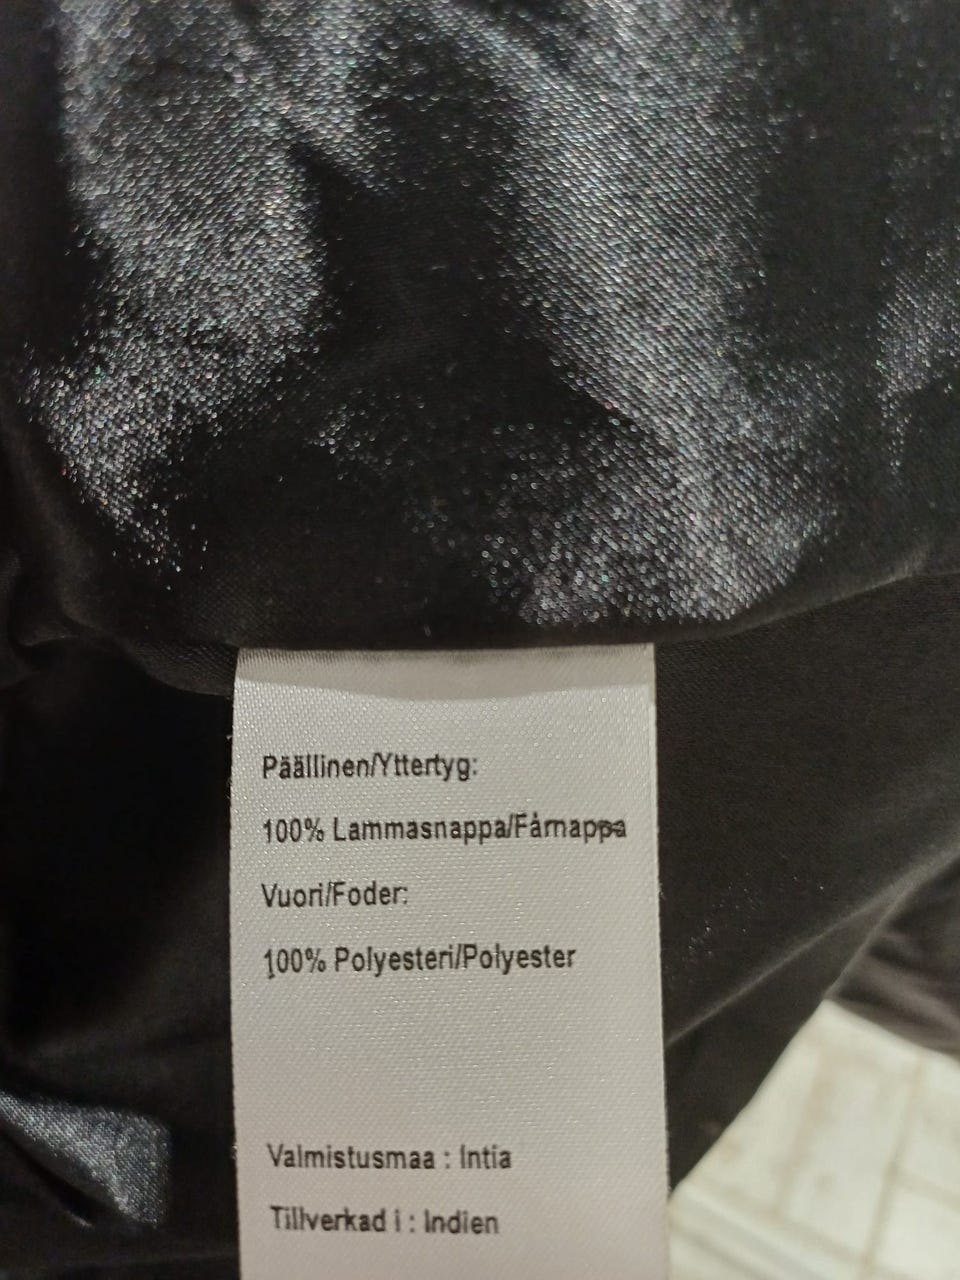 Päällinen/Yttertyg:
100% Lammasnappa/Fårnappa
Vuori/Foder:
100% Polyesteri/Polyester
Valmistusmaa : Intia
Tillverkad i : Indien